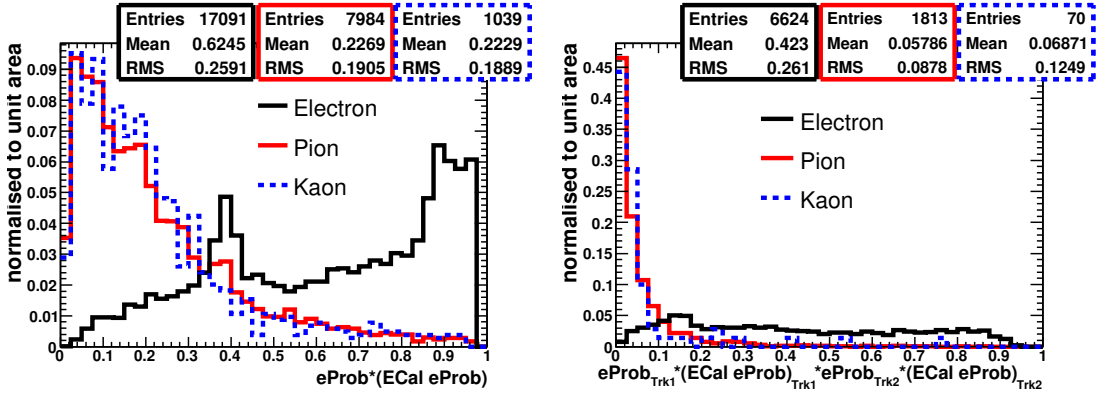 Entries 17091
Mean 0.6245
RMS 0.2591
Entries 7984
Mean 0.2269
RMS 0.1905
Entries 1039
Mean 0.2229
RMS 0.1889
normalised to unit area
0.09
0.08
0.07
0.06
0.05
0.04
0.03
0.02
0.01
0
Electron
Pion
Kaon
0 0.1 0.2 0.3 0.4 0.5 0.6 0.7 0.8 0.9 1
eProb*(ECal eProb)
Entries 6624
Mean 0.423
RMS 0.261
Entries 1813
Mean 0.05786
RMS 0.0878
Entries 70
Mean 0.06871
RMS 0.1249
normalised to unit area
0.45
0.4
0.35
0.3
0.25
0.2
0.15
0.1
0.05
0
Electron
Pion
Kaon
0 0.1 0.2 0.3 0.4 0.5 0.6 0.7 0.8 0.9 1
eProb_Trk1*(ECal eProb)_Trk1*eProb_Trk2*(ECal eProb)_Trk2